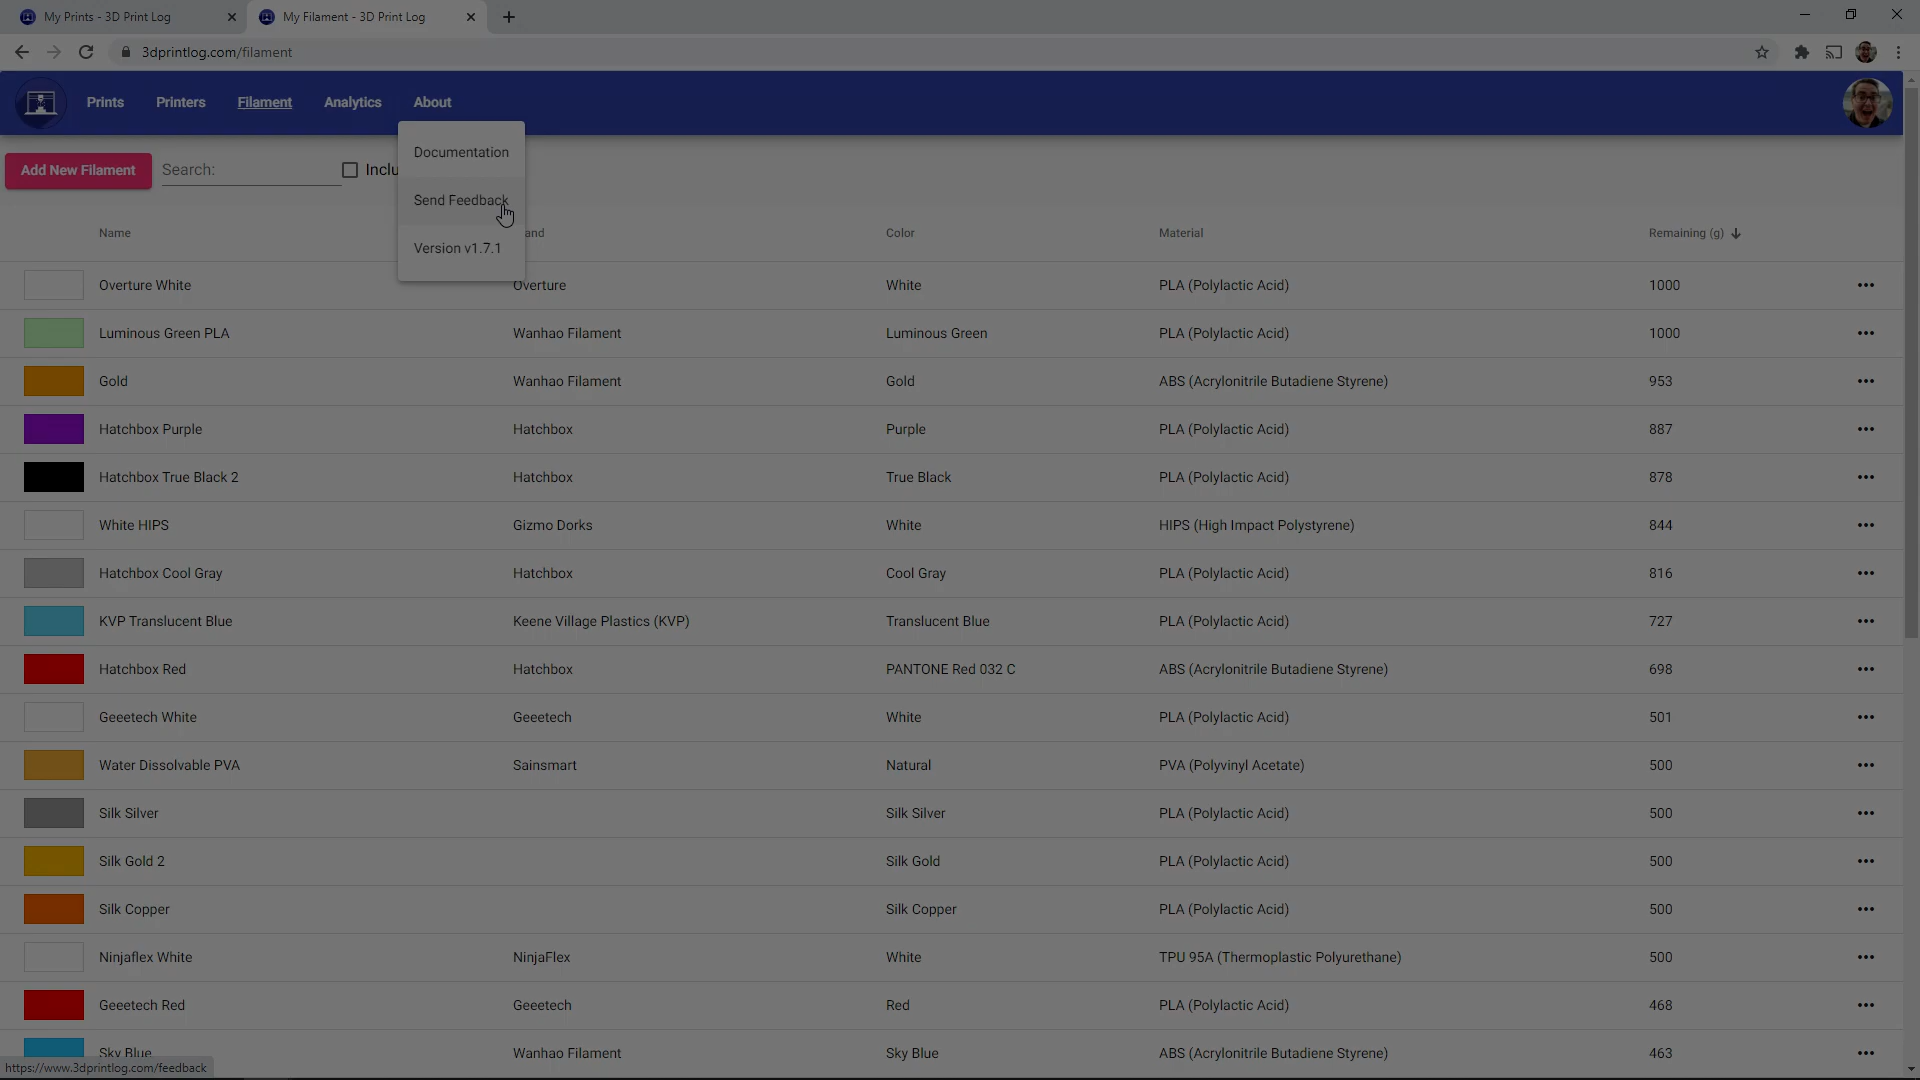 My Prints - 3D Print Log
My Filament - 3D Print Log
3dprintlog.com/filament
Prints Printers Filament Analytics About
Documentation
Send Feedback
Version v1.7.1
Add New Filament Search: Inclu
Name and Color Material Remaining (g)
Overture White Overture White PLA (Polylactic Acid) 1000
Luminous Green PLA Wanhao Filament Luminous Green PLA (Polylactic Acid) 1000
Gold Wanhao Filament Gold ABS (Acrylonitrile Butadiene Styrene) 953
Hatchbox Purple Hatchbox Purple PLA (Polylactic Acid) 887
Hatchbox True Black 2 Hatchbox True Black PLA (Polylactic Acid) 878
White HIPS Gizmo Dorks White HIPS (High Impact Polystyrene) 844
Hatchbox Cool Gray Hatchbox Cool Gray PLA (Polylactic Acid) 816
KVP Translucent Blue Keene Village Plastics (KVP) Translucent Blue PLA (Polylactic Acid) 727
Hatchbox Red Hatchbox PANTONE Red 032 C ABS (Acrylonitrile Butadiene Styrene) 698
Geeetech White Geeetech White PLA (Polylactic Acid) 501
Water Dissolvable PVA Sainsmart Natural PVA (Polyvinyl Acetate) 500
Silk Silver Silk Silver PLA (Polylactic Acid) 500
Silk Gold 2 Silk Gold PLA (Polylactic Acid) 500
Silk Copper Silk Copper PLA (Polylactic Acid) 500
Ninjaflex White NinjaFlex White TPU 95A (Thermoplastic Polyurethane) 500
Geeetech Red Geeetech Red PLA (Polylactic Acid) 468
Sky Blue Wanhao Filament Sky Blue ABS (Acrylonitrile Butadiene Styrene) 463
https://www.3dprintlog.com/feedback